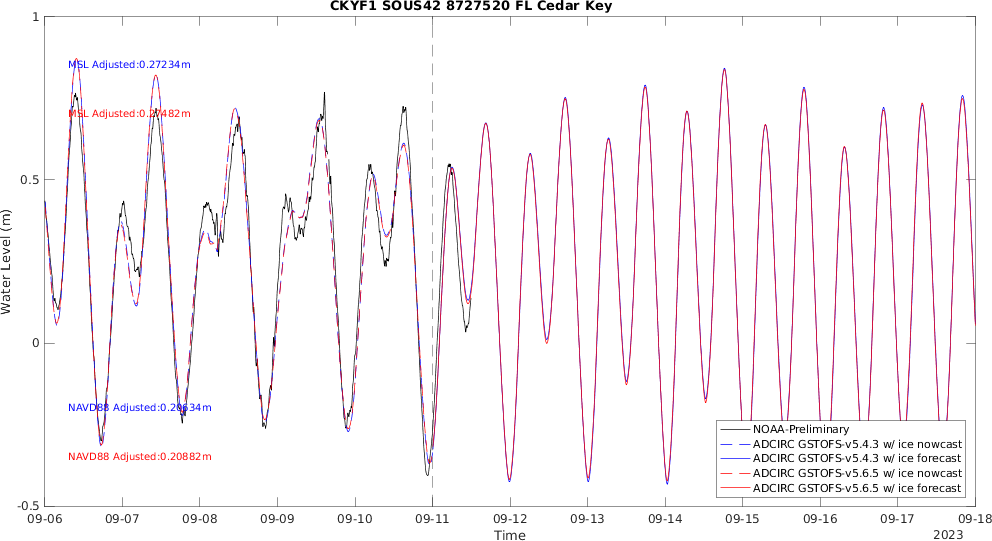 CKYF1 SOUS42 8727520 FL Cedar Key
1
0.5
0
-0.5
Water Level (m)
MSL Adjusted:0.27234m
MSL Adjusted:0.27482m
NAVD88 Adjusted:0.20634m
NAVD88 Adjusted:0.20882m
NOAA-Preliminary
ADCIRC GSTOFS-v5.4.3 w/ ice nowcast
ADCIRC GSTOFS-v5.4.3 w/ ice forecast
ADCIRC GSTOFS-v5.6.5 w/ ice nowcast
ADCIRC GSTOFS-v5.6.5 w/ ice forecast
09-06 09-07 09-08 09-09 09-10 09-11 09-12 09-13 09-14 09-15 09-16 09-17 09-18
Time
2023